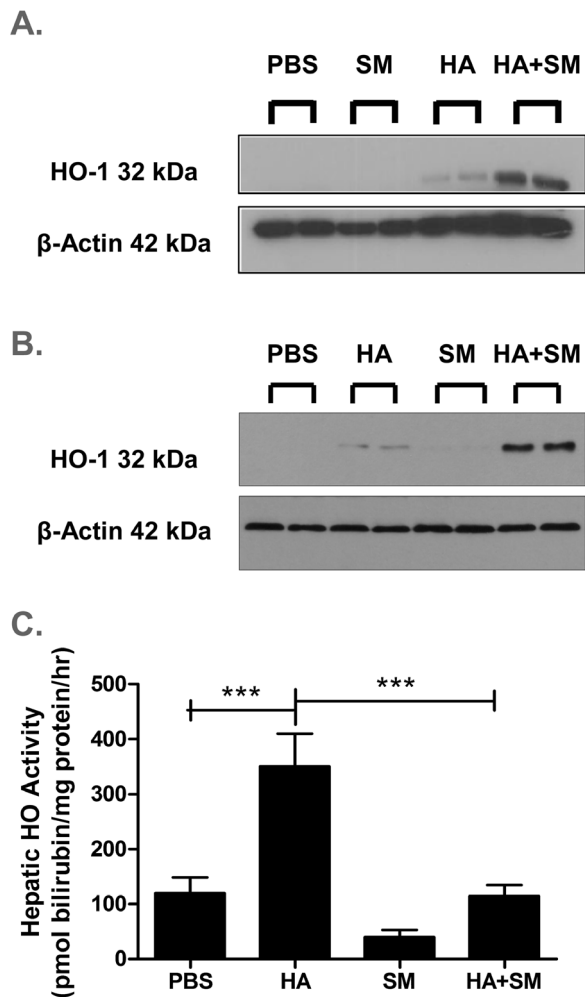 A.
PBS SM HA HA+SM
HO-1 32 kDa
β-Actin 42 kDa
B.
PBS HA SM HA+SM
HO-1 32 kDa
β-Actin 42 kDa
C.
Hepatic HO Activity
(pmol bilirubin/mg protein/hr)
500
400
300
200
100
0
*** ***
PBS HA SM HA+SM